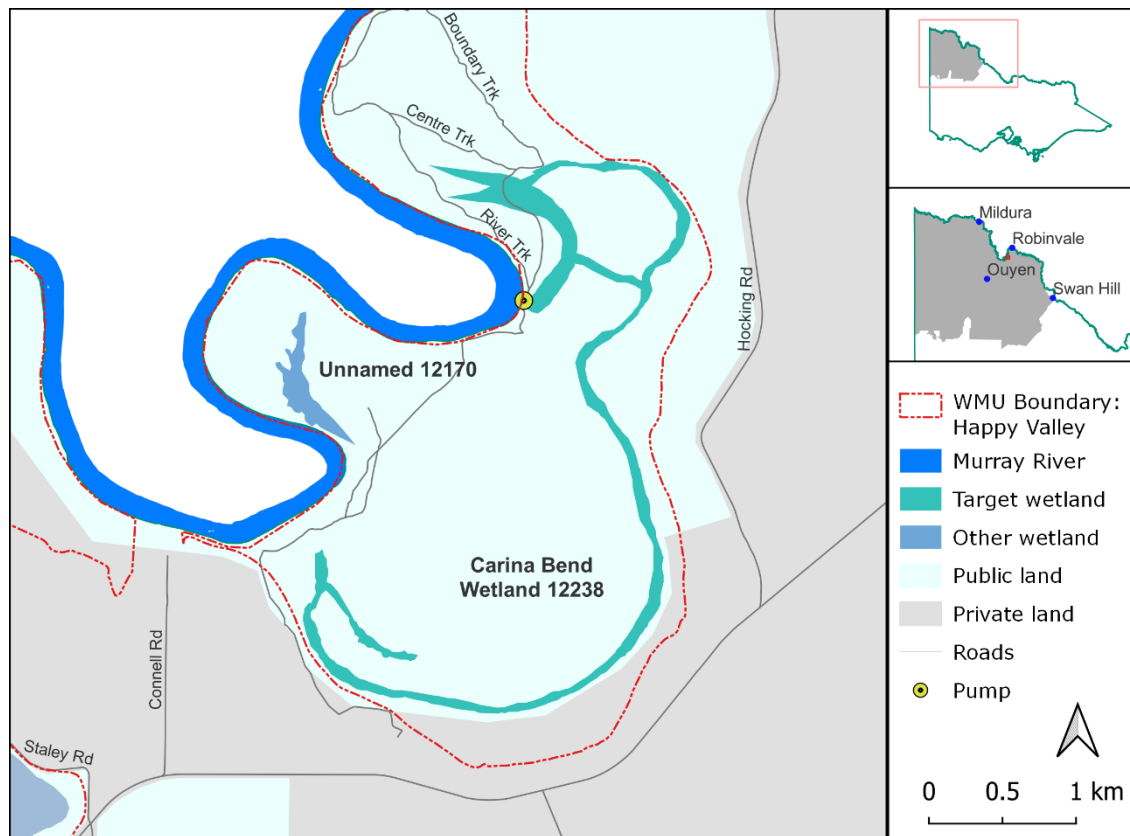 Boundary Trk
Centre Trk
River Trk
Hocking Rd
Unnamed 12170
Carina Bend
Wetland 12238
Connell Rd
Staley Rd
Mildura
Robinvale
Ouyen
Swan Hill
WMU Boundary:
Happy Valley
Murray River
Target wetland
Other wetland
Public land
Private land
Roads
Pump
0 0.5 1 km